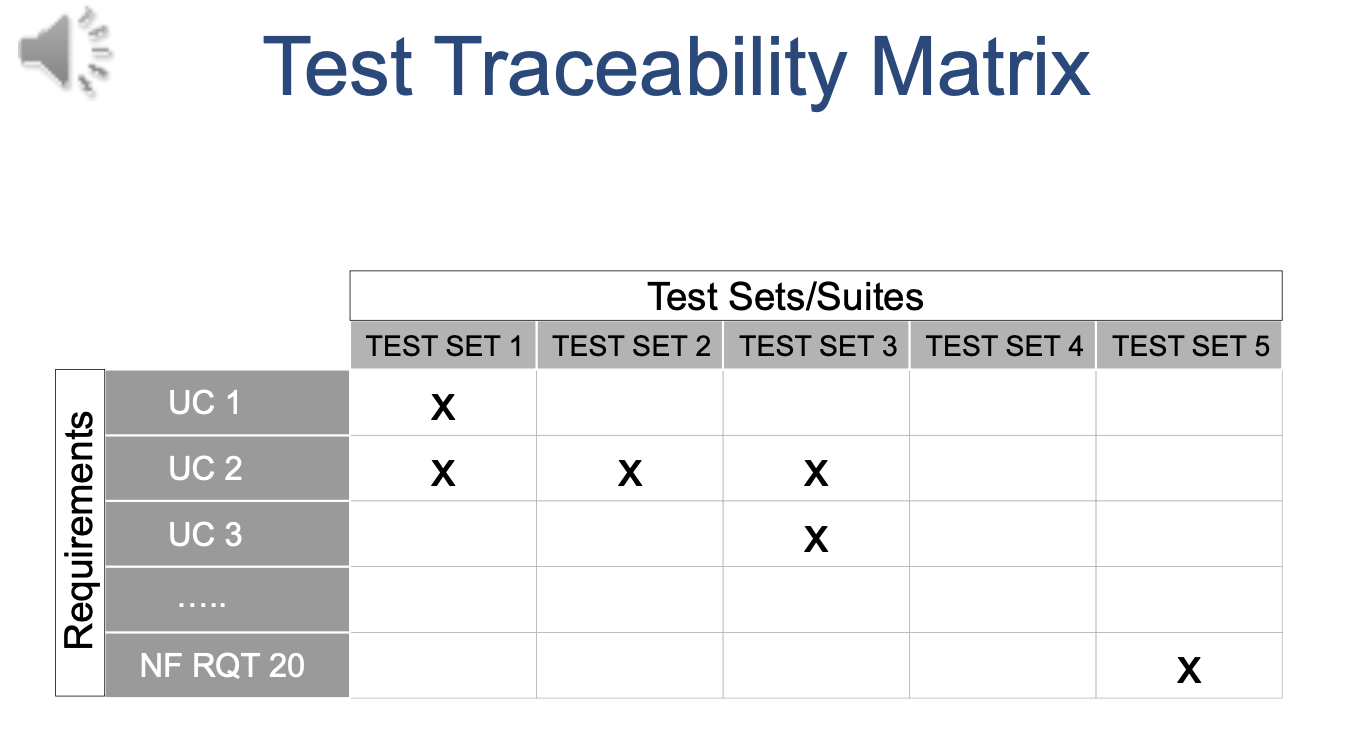 Test Traceability Matrix
Test Sets/Suites
TEST SET 1 TEST SET 2 TEST SET 3 TEST SET 4 TEST SET 5
Requirements
UC 1 X
UC 2 X X X
UC 3 X
.....
NF RQT 20 X